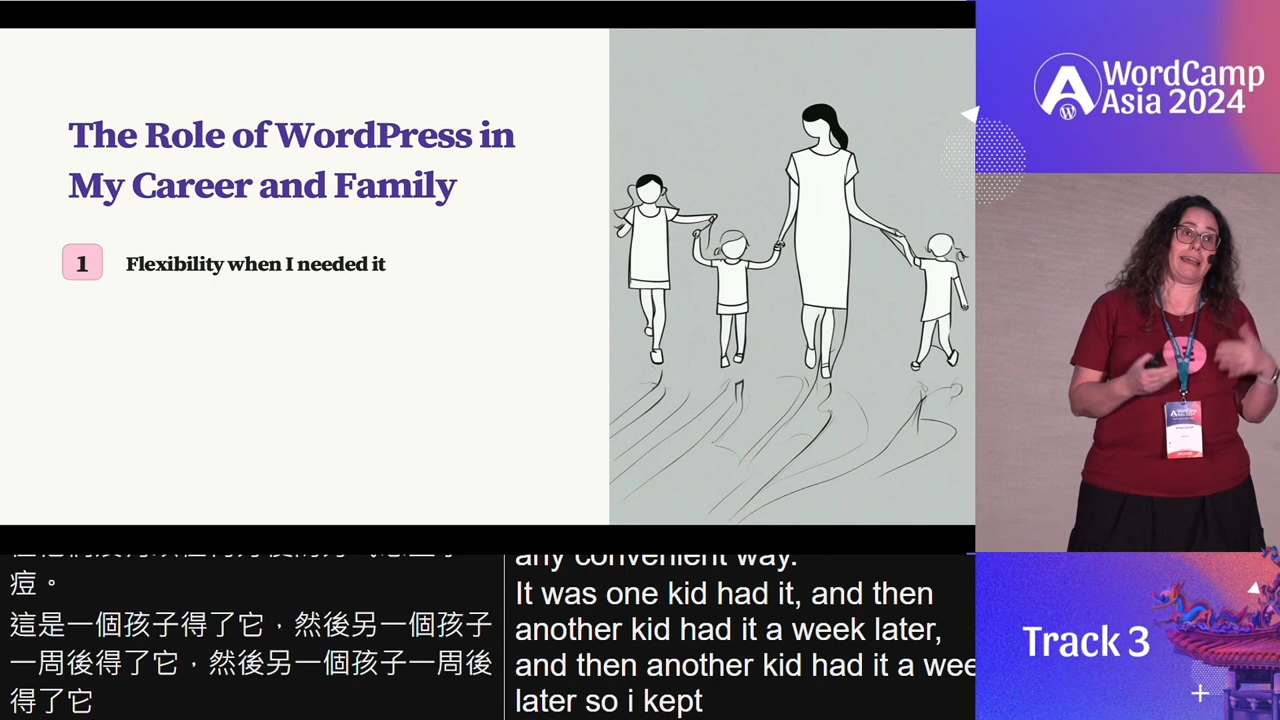 The Role of WordPress in
My Career and Family
1
Flexibility when I needed it
WordCamp
Asia 2024
痘。
這是一個孩子得了它，然後另一個孩子
一周後得了它，然後另一個孩子一周後
得了它
any convenient way.
It was one kid had it, and then
another kid had it a week later,
and then another kid had it a wee
later so i kept
Track 3